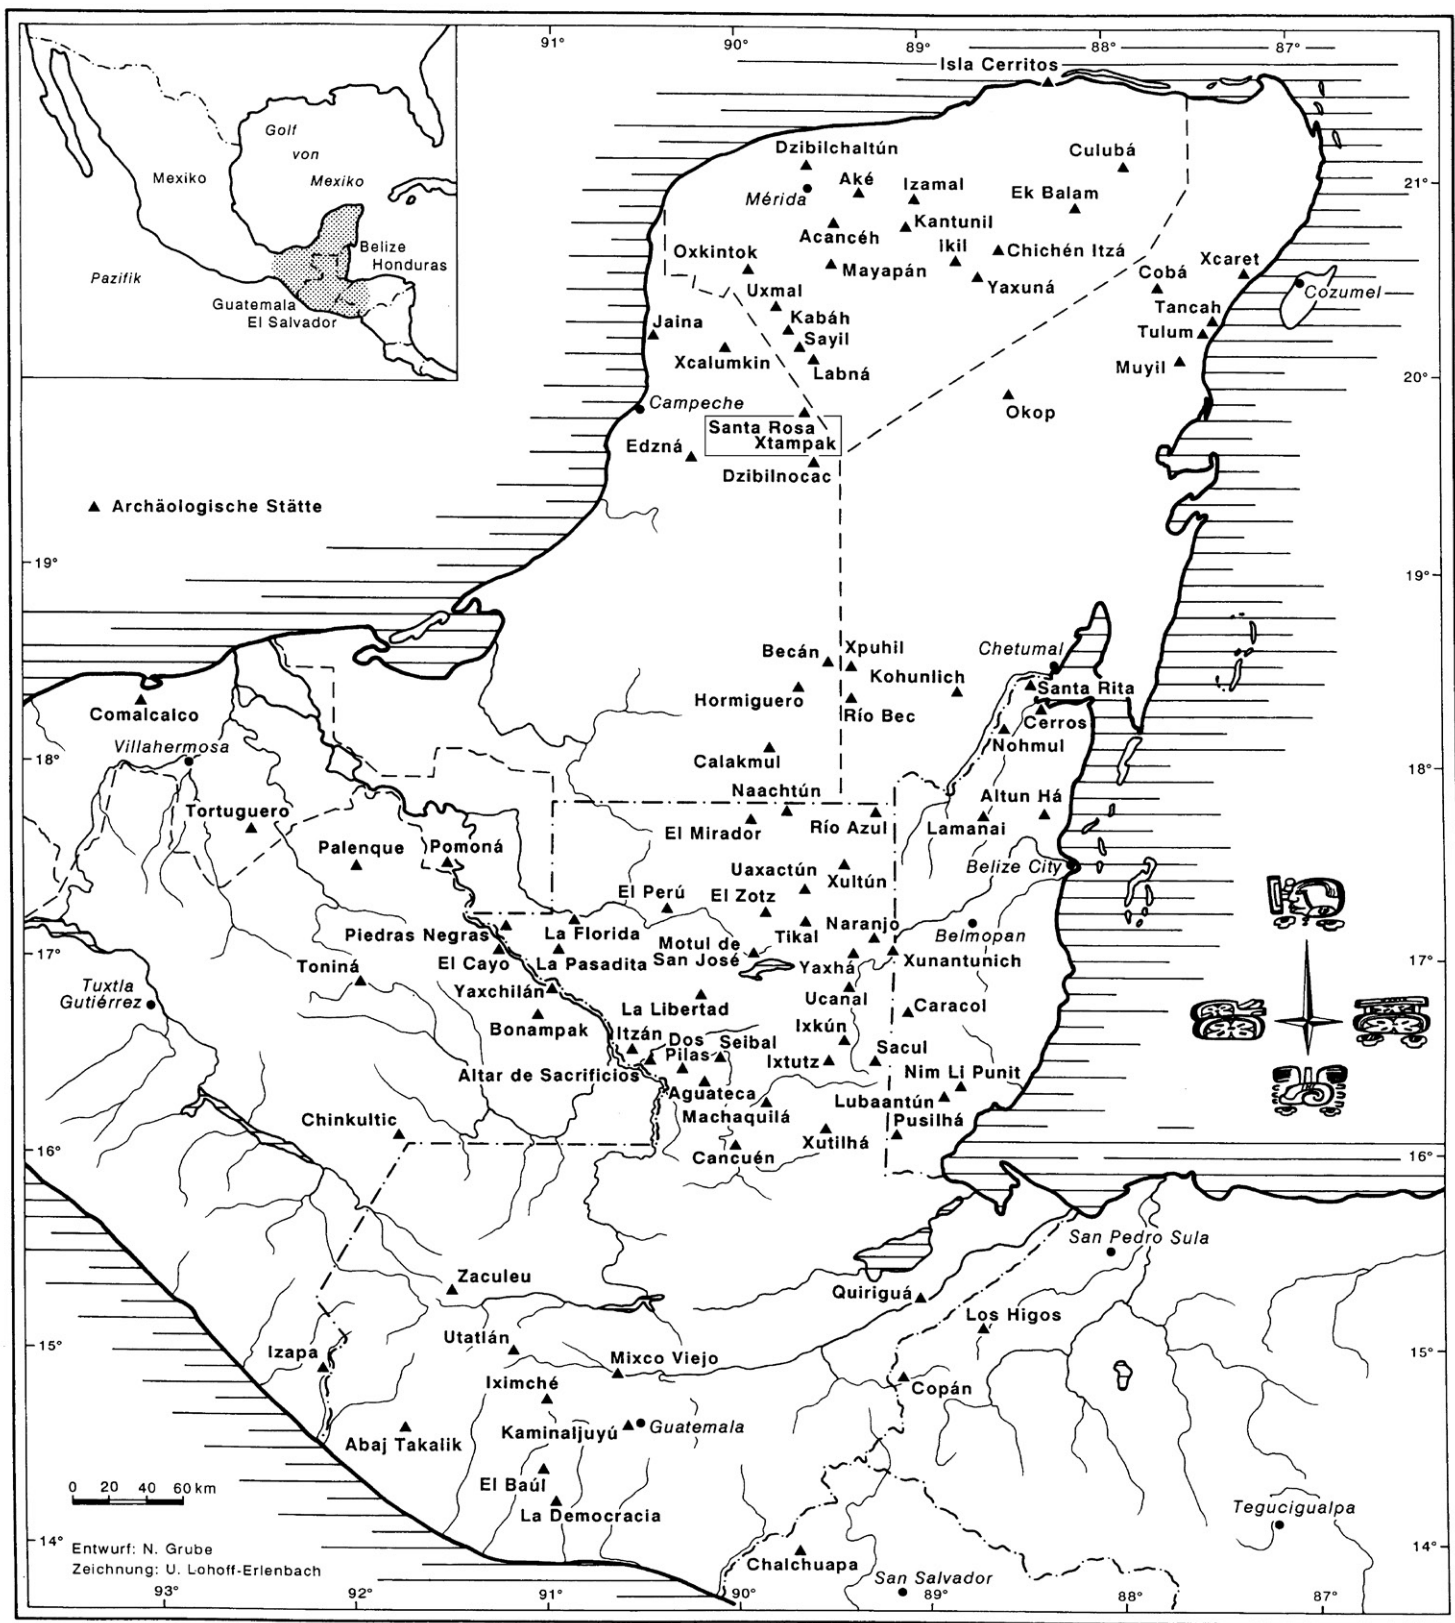 91°
90°
89°
88°
87°
Isla Cerritos
Golf
von
Mexiko
Mexiko
Belize
Honduras
Pazifik
Guatemala
El Salvador
Dzibilchaltún
Culubá
21°
Aké
Izamal
Mérida
Ek Balam
Kantunil
Acancéh
Ikil
Chichén Itzá
Oxkintok
Mayapán
Xcaret
Cobá
Yaxuná
Cozumel
Uxmal
Tancah
Kabáh
Jaina
Tulum
Sayil
Xcalumkin
Muyil
Labná
20°
Campeche
Okop
Santa Rosa
Xtampak
Edzná
Dzibilnocac
Archäologische Stätte
19°
19°
Becán
Xpuhil
Chetumal
Kohunlich
Santa Rita
Hormiguero
Río Bec
Comalcalco
Cerros
Nohmul
Villahermosa
18°
Calakmul
18°
Naachtún
Altun Há
Tortuguero
El Mirador
Río Azul
Lamanai
Palenque
Pomoná
Uaxactún
Belize City
Xultún
El Perú
El Zotz
Naranjo
Piedras Negras
La Florida
Tikal
Belmopan
Motul de
San José
17°
Toniná
El Cayo
La Pasadita
Yaxhá
Xunantunich
17°
Tuxtla
Gutiérrez
Yaxchilán
Ucanal
La Libertad
Caracol
Bonampak
Ixkún
Itzán
Dos
Pilas
Seibal
Ixtutz
Sacul
Altar de Sacrificios
Nim Li Punit
Aguateca
Lubaantún
Machaquilá
Chinkultic
Pusilhá
Xutilhá
16°
Cancuén
16°
San Pedro Sula
Zaculeu
Quiriguá
Los Higos
Utatlán
15°
Izapa
Mixco Viejo
15°
Iximché
Copán
Kaminaljuyú
Guatemala
Abaj Takalik
El Baúl
0 20 40 60 km
La Democracia
Tegucigualpa
14°
Entwurf: N. Grube
14°
Chalchuapa
Zeichnung: U. Lohoff-Erlenbach
San Salvador
93°
92°
91°
90°
89°
88°
87°